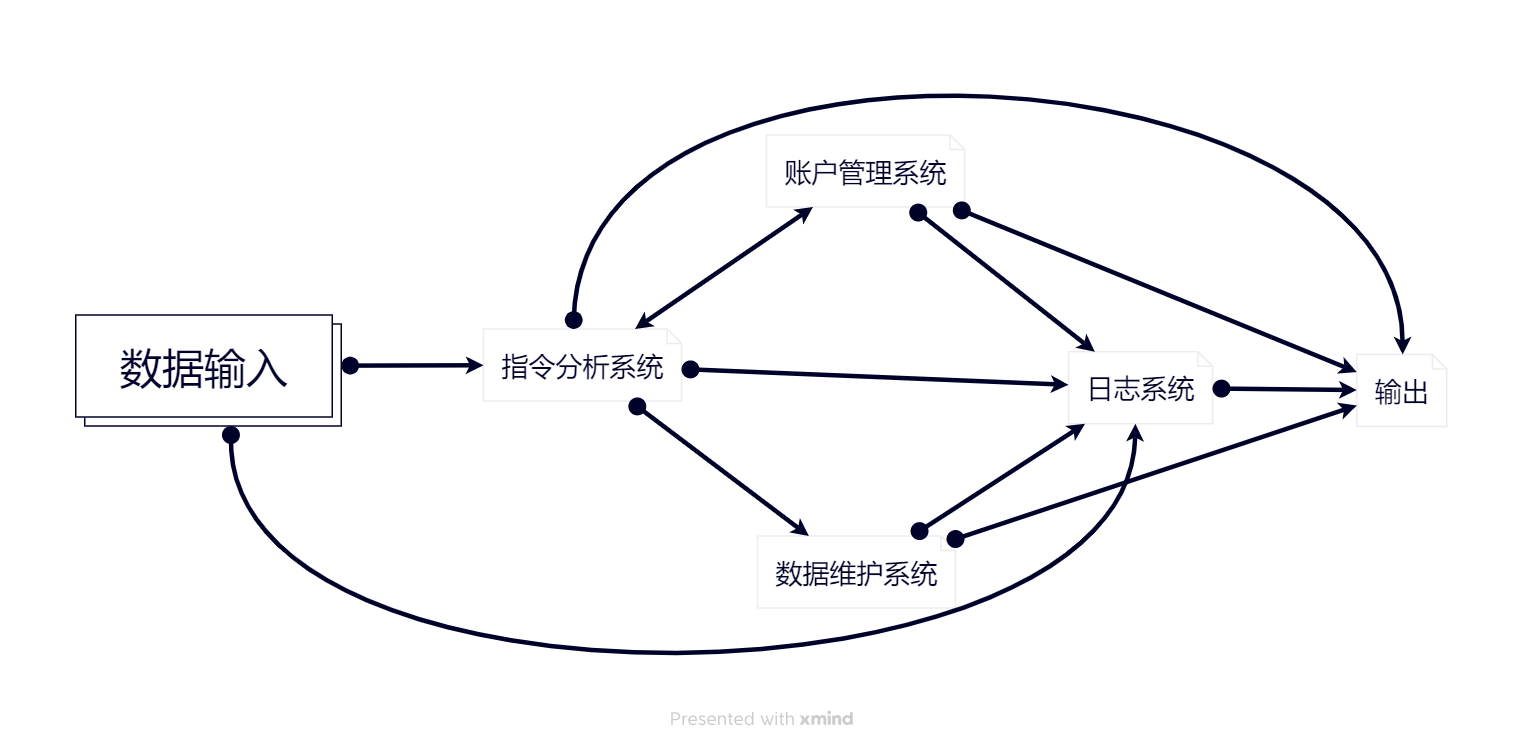 账户管理系统
数据输入
指令分析系统
日志系统
输出
数据维护系统
Presented with xmind